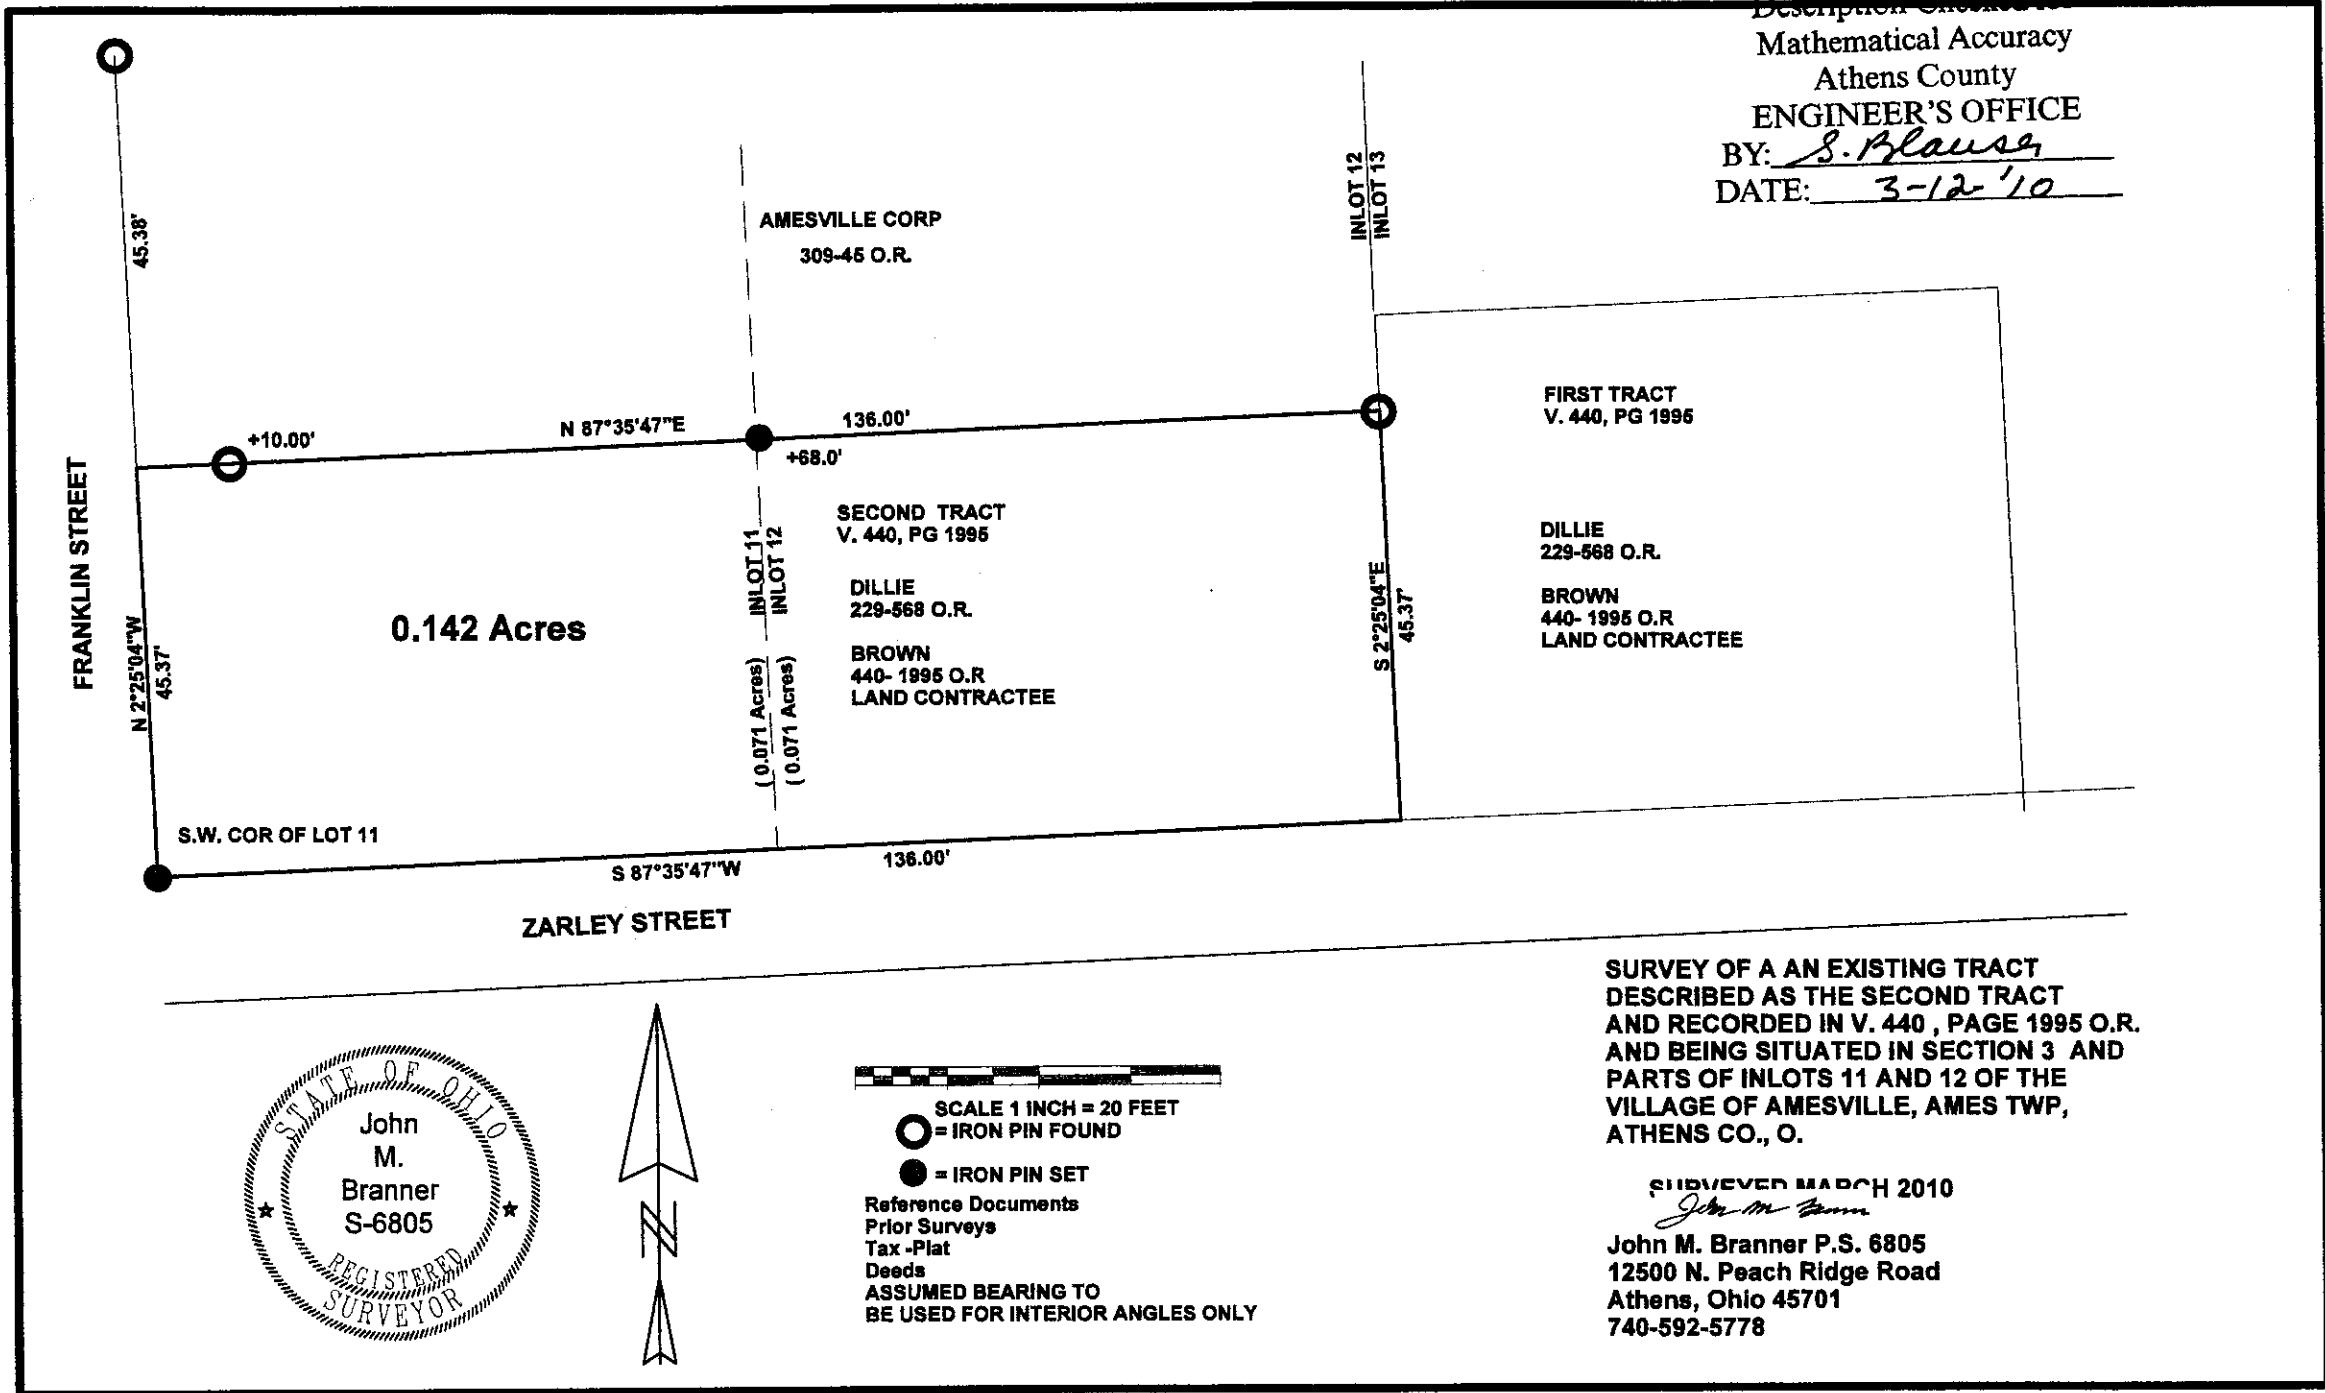 Mathematical Accuracy
Athens County
ENGINEER'S OFFICE
BY: S. Blauser
DATE: 3-12-'10
45.38'
AMESVILLE CORP
309-45 O.R.
INLOT 12
INLOT 13
FIRST TRACT
V. 440, PG 1995
+10.00'
N 87°35'47"E
136.00'
+68.0'
FRANKLIN STREET
SECOND TRACT
V. 440, PG 1995
INLOT 11
INLOT 12
DILLIE
229-568 O.R.
DILLIE
229-568 O.R.
BROWN
440- 1995 O.R
LAND CONTRACTEE
0.142 Acres
N 2°25'04"W
45.37'
(0.071 Acres)
(0.071 Acres)
BROWN
440- 1995 O.R
LAND CONTRACTEE
S 2°25'04"E
45.37'
S.W. COR OF LOT 11
S 87°35'47"W
136.00'
ZARLEY STREET
SURVEY OF A AN EXISTING TRACT
DESCRIBED AS THE SECOND TRACT
AND RECORDED IN V. 440 , PAGE 1995 O.R.
AND BEING SITUATED IN SECTION 3 AND
PARTS OF INLOTS 11 AND 12 OF THE
VILLAGE OF AMESVILLE, AMES TWP,
ATHENS CO., O.
SURVEYED MARCH 2010
John M. Branner P.S. 6805
12500 N. Peach Ridge Road
Athens, Ohio 45701
740-592-5778
STATE OF OHIO
John
M.
Branner
S-6805
REGISTERED
SURVEYOR
N
SCALE 1 INCH = 20 FEET
= IRON PIN FOUND
= IRON PIN SET
Reference Documents
Prior Surveys
Tax -Plat
Deeds
ASSUMED BEARING TO
BE USED FOR INTERIOR ANGLES ONLY